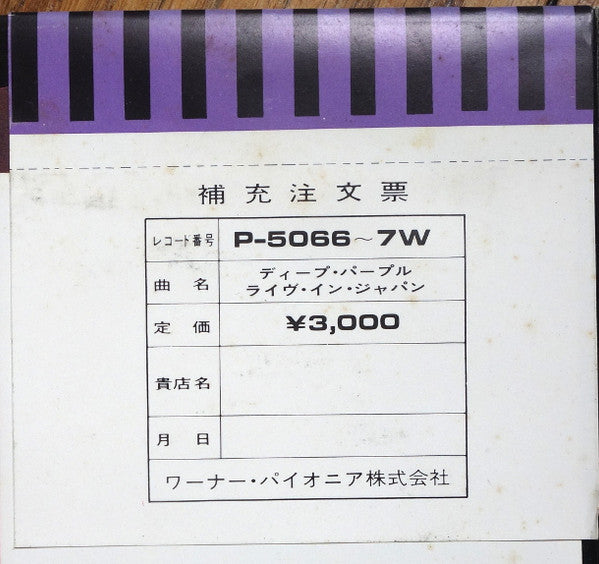 補充注文票
レコード番号 P-5066〜7W
曲名 ディープ・パープル
ライヴ・イン・ジャパン
定価 ¥3,000
貴店名
月日
ワーナー・パイオニア株式会社